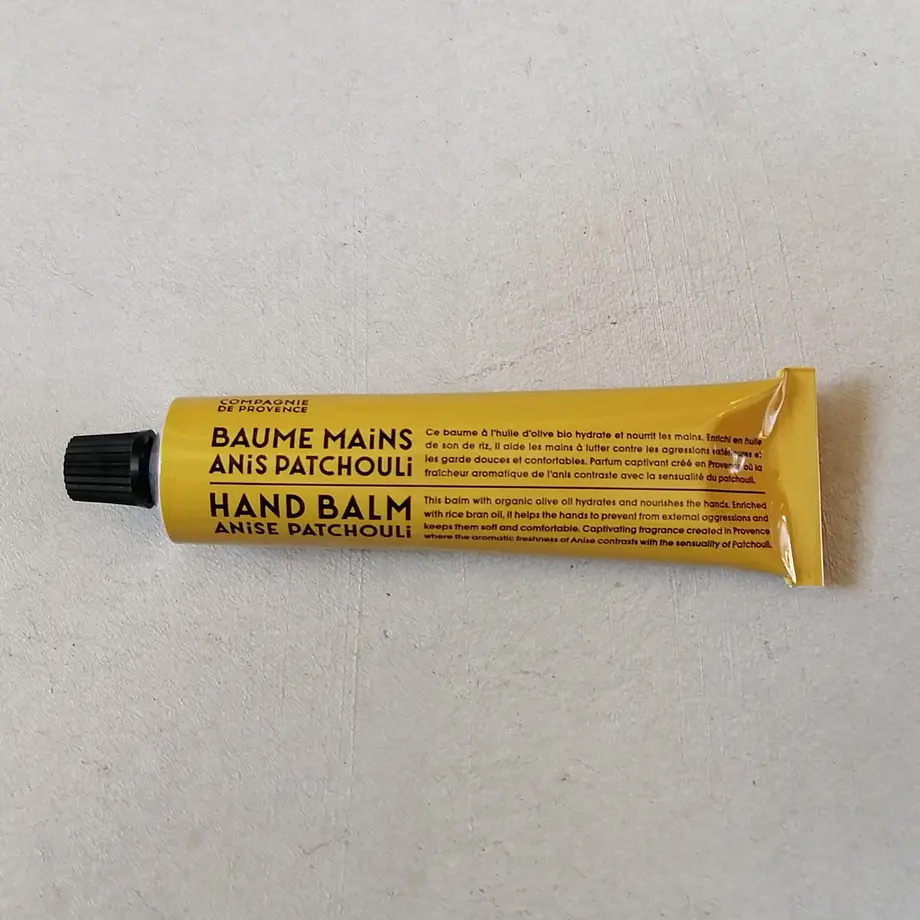 COMPAGNIE
DE PROVENCE
BAUME MAiNS
ANiS PATCHOULi
Ce baume à l'huile d'olive bio hydrate et nourrit les mains. Enrichi en huile
de son de riz, il aide les mains à lutter contre les agressions extérieures et
les garde douces et confortables. Parfum captivant créé en Provence où la
fraîcheur aromatique de l'anis contraste avec la sensualité du patchouli.
HAND BALM
ANiSE PATCHOULi
This balm with organic olive oil hydrates and nourishes the hands. Enriched
with rice bran oil, it helps the hands to prevent from external aggressions and
keeps them soft and comfortable. Captivating fragrance created in Provence
where the aromatic freshness of Anise contrasts with the sensuality of Patchouli.